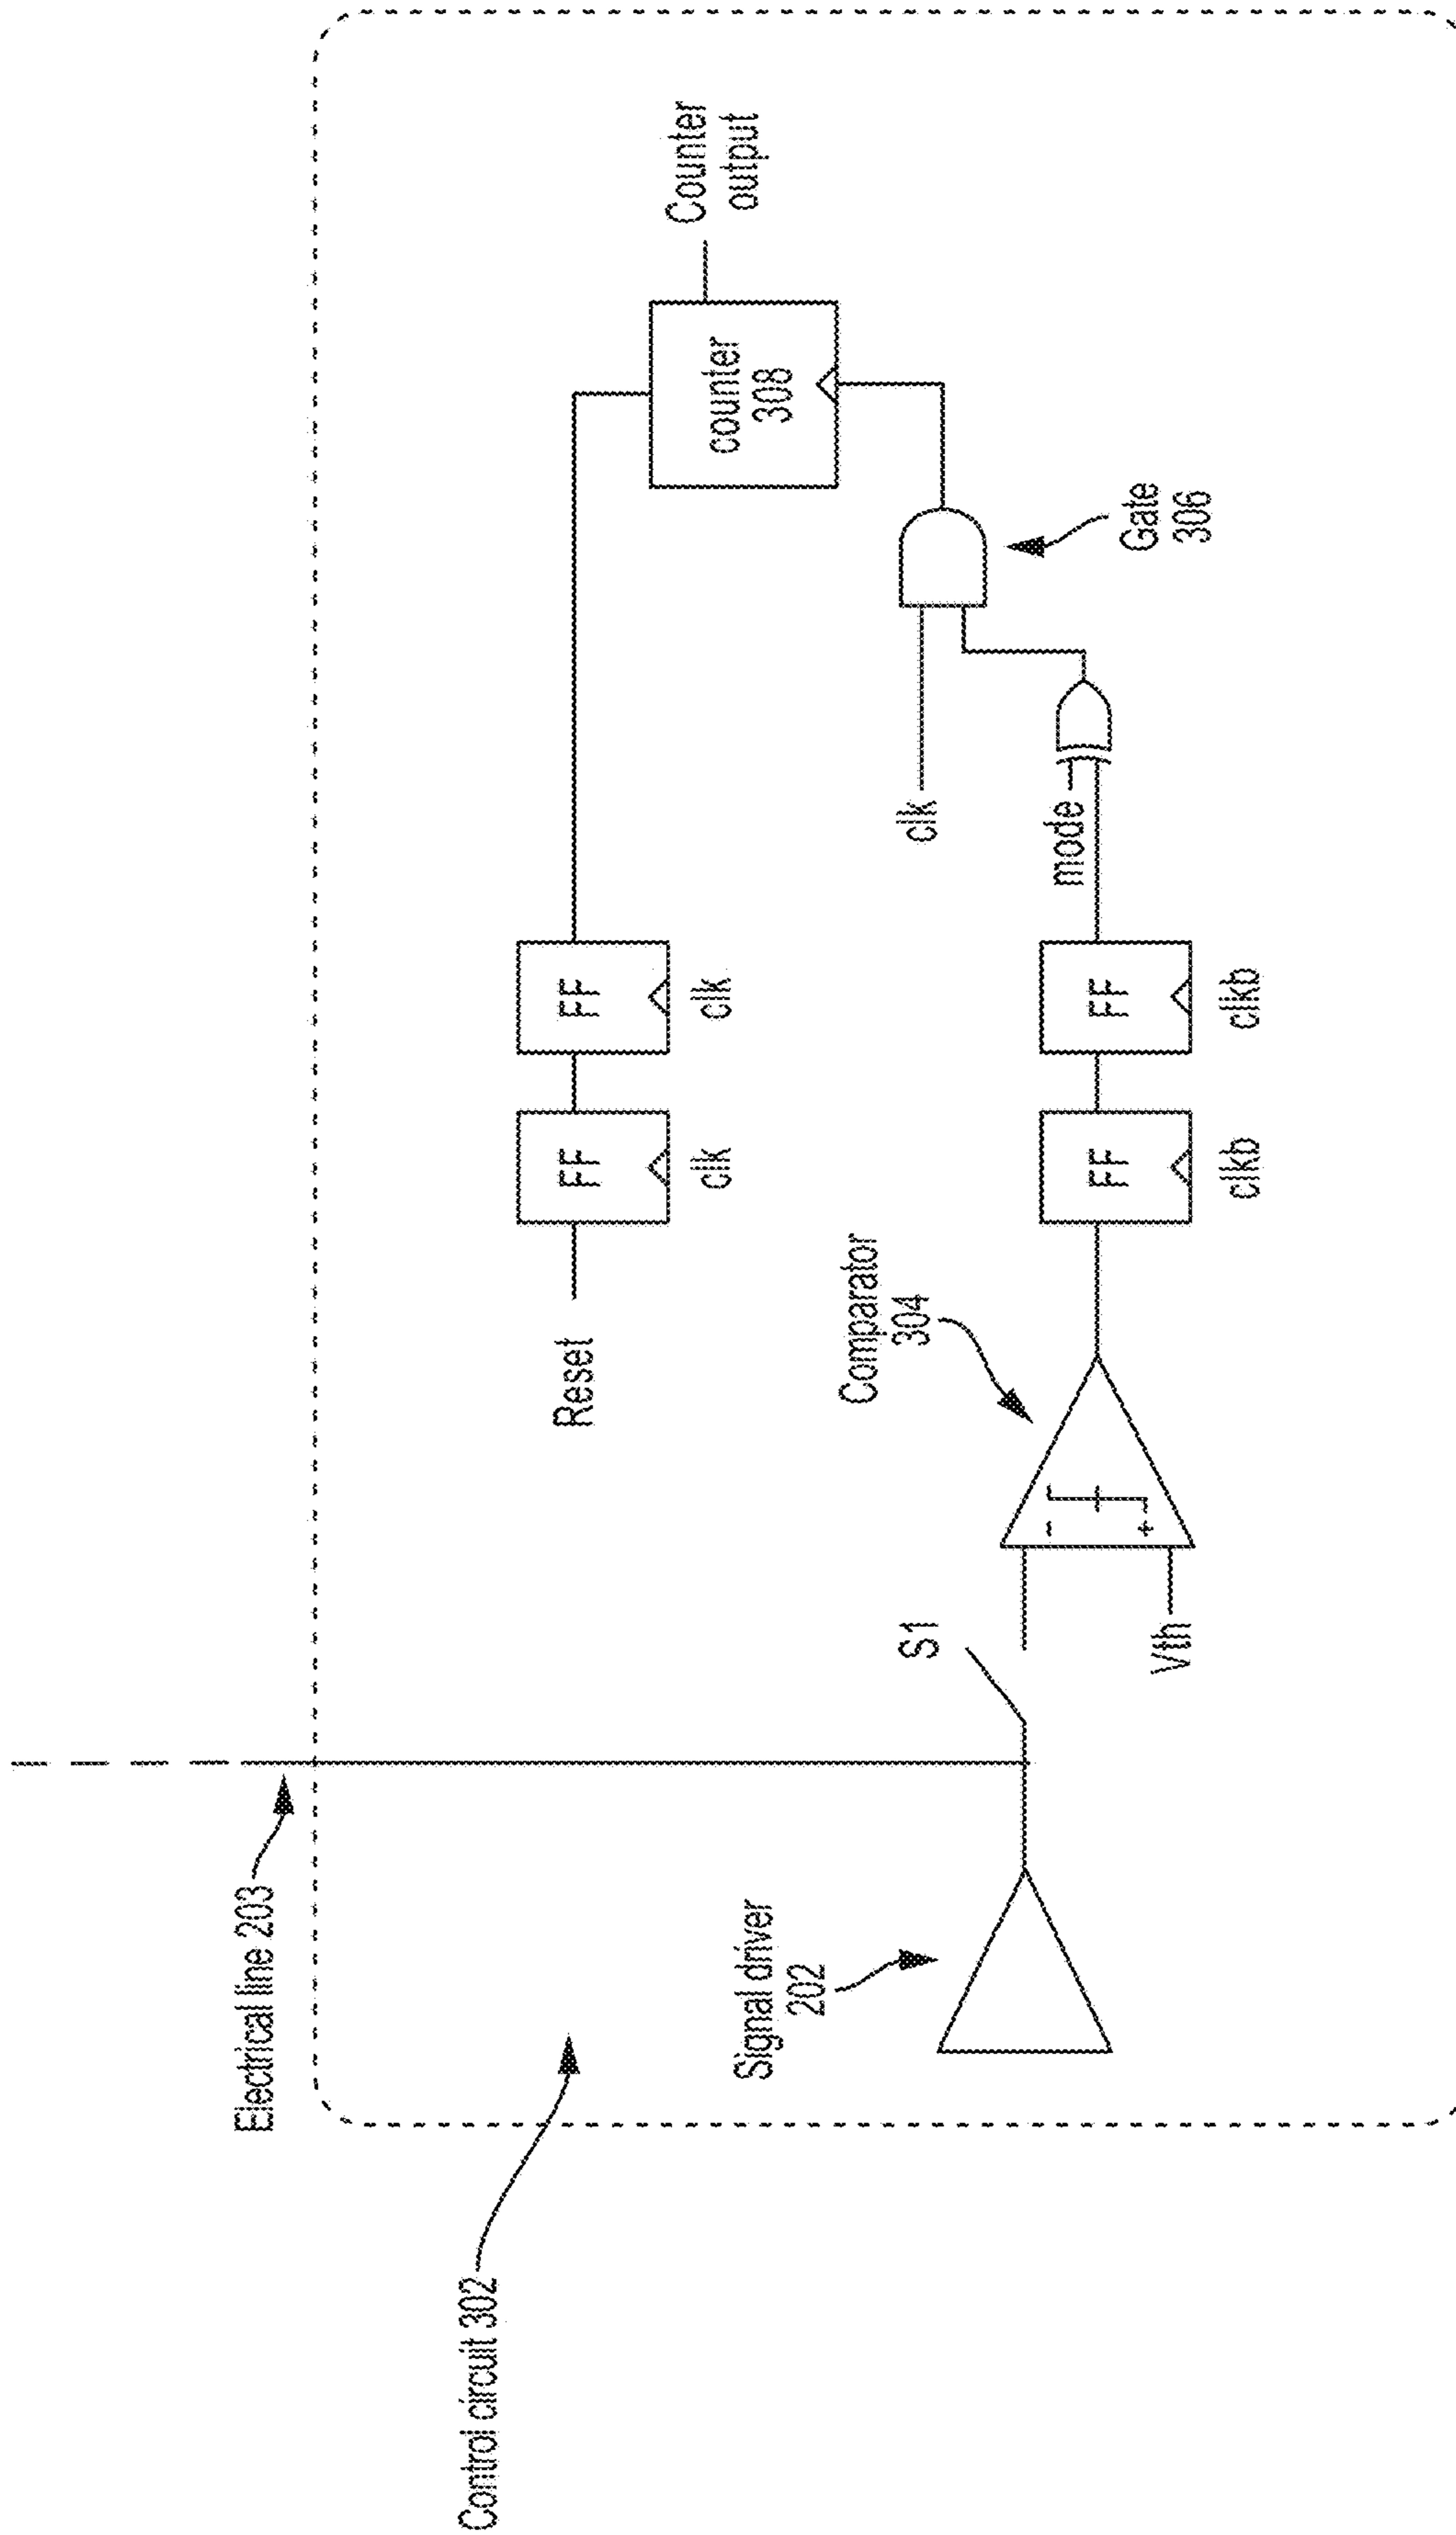 Control circuit 302
Electrical line 203
Signal driver
202
S1
Vth
-
+
Comparator
304
Reset
FF
clk
FF
clk
FF
clkb
FF
clkb
mode
clk
Gate
306
counter
308
Counter
output